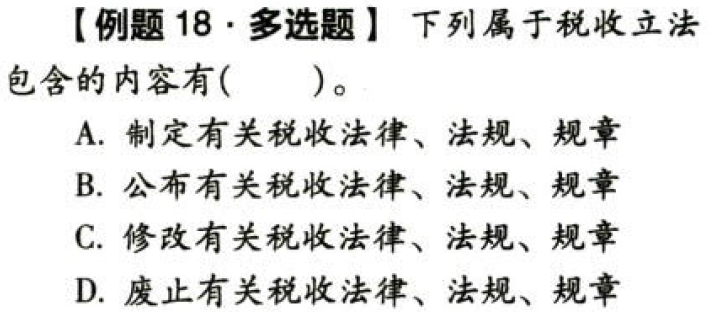 【例题 18·多选题】 下列属于税收立法
包含的内容有(  )。
A. 制定有关税收法律、法规、规章
B. 公布有关税收法律、法规、规章
C. 修改有关税收法律、法规、规章
D. 废止有关税收法律、法规、规章